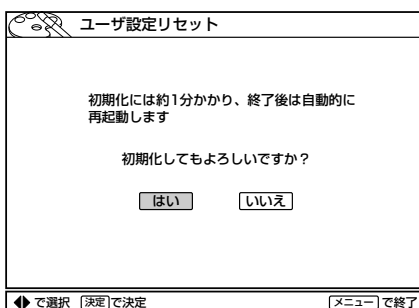 ユーザ設定リセット
初期化には約1分かかり、終了後は自動的に
再起動します
初期化してもよろしいですか？
はい いいえ
◀▶で選択 決定で決定 メニューで終了